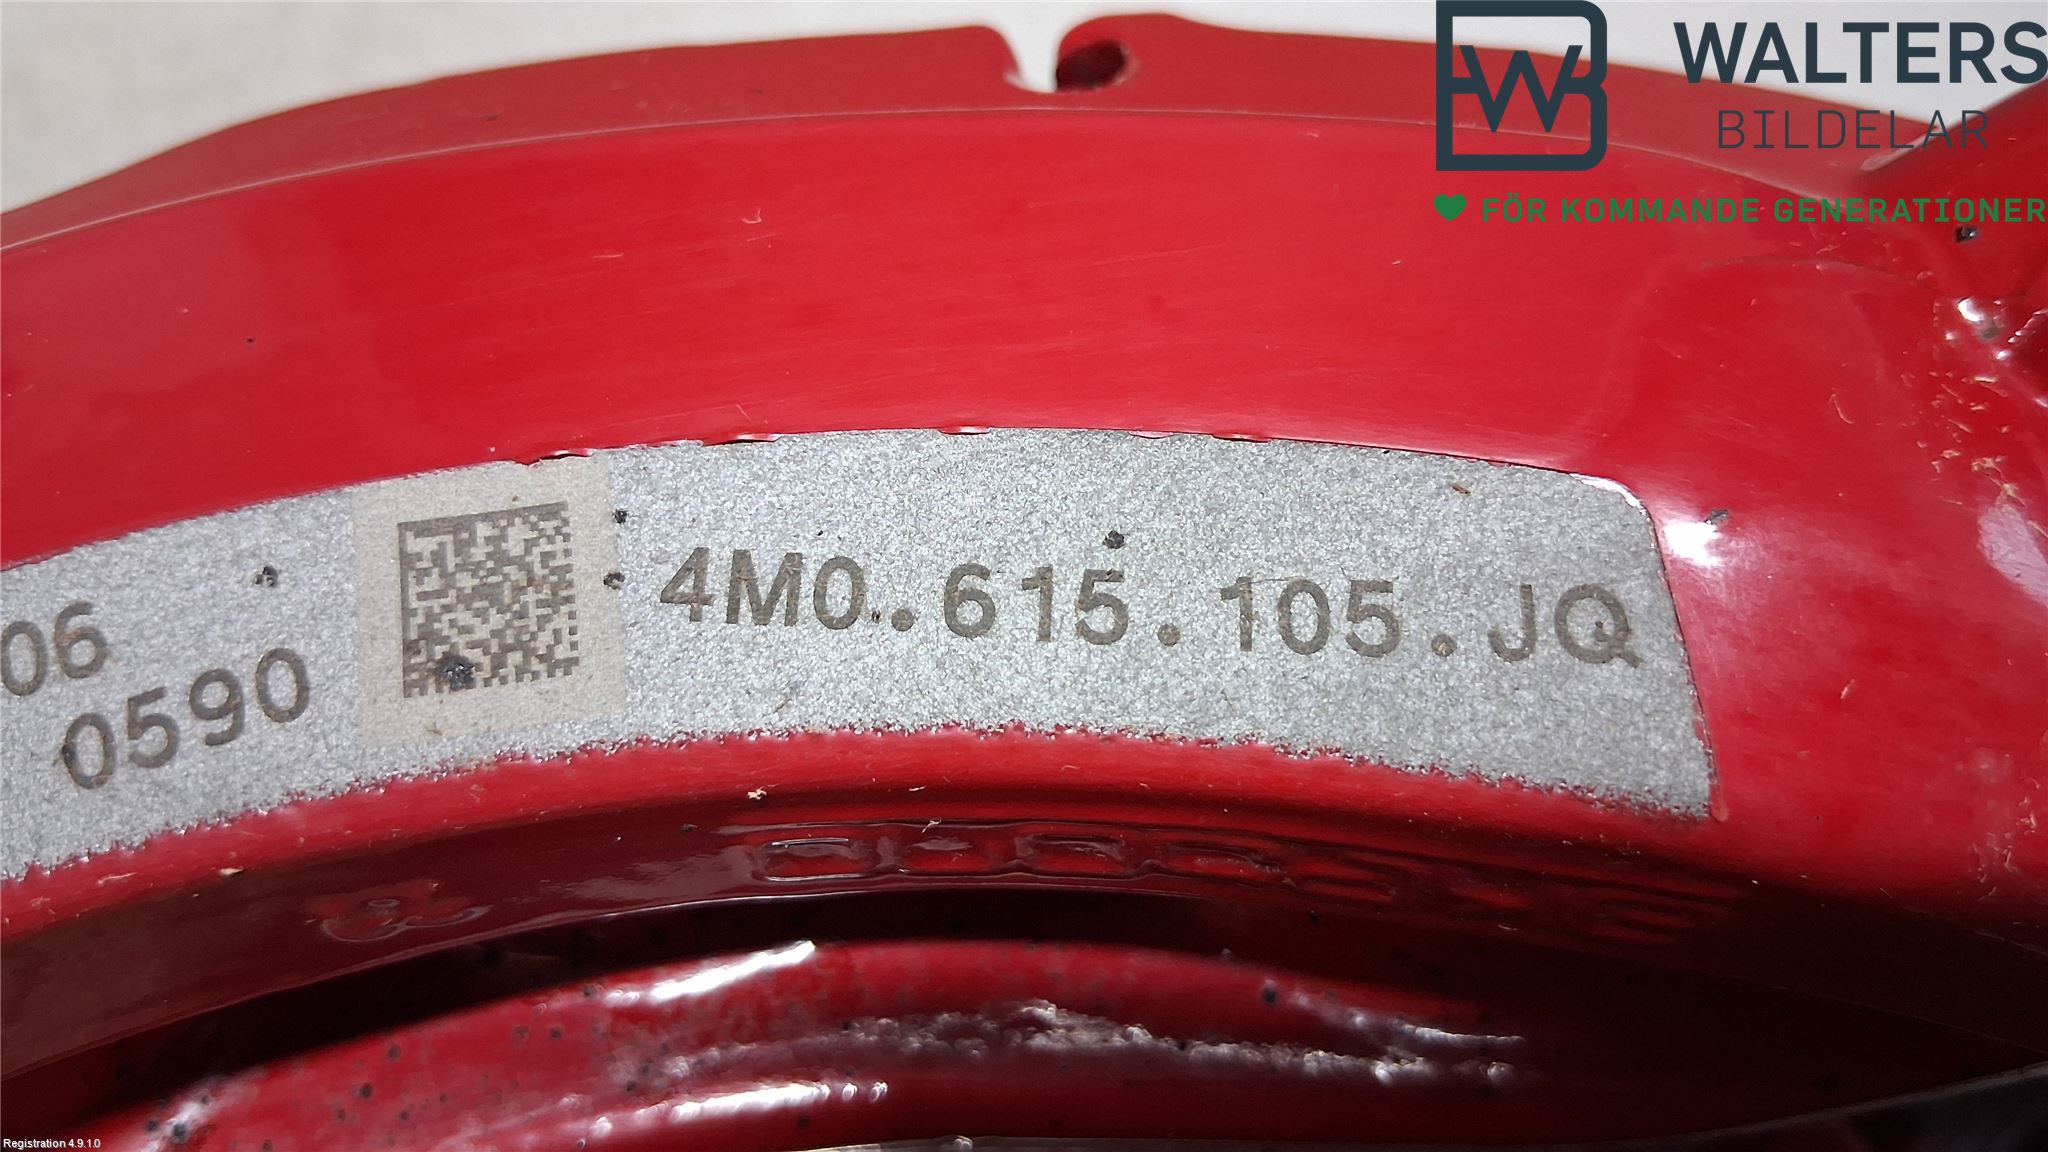 WALTERS
BILDELAR
FÖR KOMMANDE GENERATIONER
06
0590
4M0.615.105.JQ
Registration 4.9.1.0